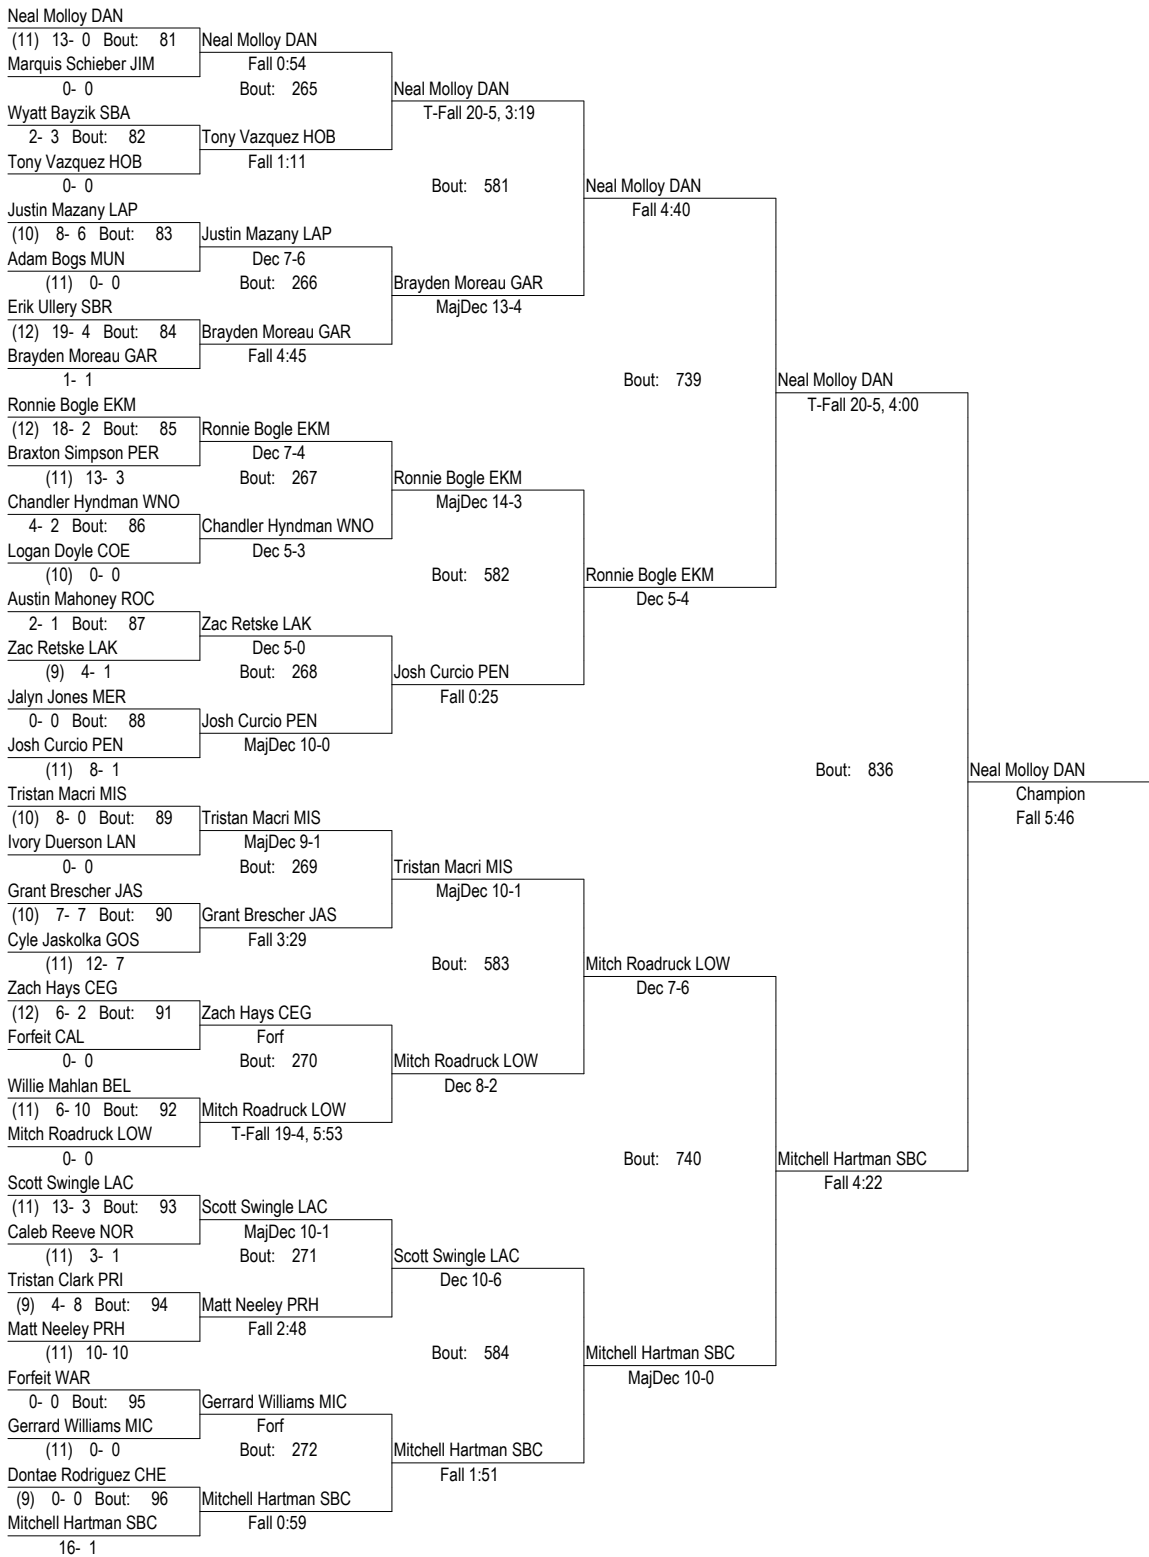 Neal Molloy DAN
(11) 13- 0 Bout: 81 Neal Molloy DAN
Marquis Schieber JIM Fall 0:54
0- 0 Bout: 265 Neal Molloy DAN
Wyatt Bayzik SBA T-Fall 20-5, 3:19
2- 3 Bout: 82 Tony Vazquez HOB
Tony Vazquez HOB Fall 1:11
0- 0 Bout: 581 Neal Molloy DAN
Justin Mazany LAP Fall 4:40
(10) 8- 6 Bout: 83 Justin Mazany LAP
Adam Bogs MUN Dec 7-6
(11) 0- 0 Bout: 266 Brayden Moreau GAR
Erik Ullery SBR MajDec 13-4
(12) 19- 4 Bout: 84 Brayden Moreau GAR
Brayden Moreau GAR Fall 4:45
1- 1 Bout: 739 Neal Molloy DAN
Ronnie Bogle EKM T-Fall 20-5, 4:00
(12) 18- 2 Bout: 85 Ronnie Bogle EKM
Braxton Simpson PER Dec 7-4
(11) 13- 3 Bout: 267 Ronnie Bogle EKM
Chandler Hyndman WNO MajDec 14-3
4- 2 Bout: 86 Chandler Hyndman WNO
Logan Doyle COE Dec 5-3
(10) 0- 0 Bout: 582 Ronnie Bogle EKM
Austin Mahoney ROC Dec 5-4
2- 1 Bout: 87 Zac Retske LAK
Zac Retske LAK Dec 5-0
(9) 4- 1 Bout: 268 Josh Curcio PEN
Jalyn Jones MER Fall 0:25
0- 0 Bout: 88 Josh Curcio PEN
Josh Curcio PEN MajDec 10-0
(11) 8- 1 Bout: 836 Neal Molloy DAN
Tristan Macri MIS Champion
(10) 8- 0 Bout: 89 Tristan Macri MIS Fall 5:46
Ivory Duerson LAN MajDec 9-1
0- 0 Bout: 269 Tristan Macri MIS
Grant Brescher JAS MajDec 10-1
(10) 7- 7 Bout: 90 Grant Brescher JAS
Cyle Jaskolka GOS Fall 3:29
(11) 12- 7 Bout: 583 Mitch Roadruck LOW
Zach Hays CEG Dec 7-6
(12) 6- 2 Bout: 91 Zach Hays CEG
Forfeit CAL Forf
0- 0 Bout: 270 Mitch Roadruck LOW
Willie Mahlan BEL Dec 8-2
(11) 6- 10 Bout: 92 Mitch Roadruck LOW
Mitch Roadruck LOW T-Fall 19-4, 5:53
0- 0 Bout: 740 Mitchell Hartman SBC
Scott Swingle LAC Fall 4:22
(11) 13- 3 Bout: 93 Scott Swingle LAC
Caleb Reeve NOR MajDec 10-1
(11) 3- 1 Bout: 271 Scott Swingle LAC
Tristan Clark PRI Dec 10-6
(9) 4- 8 Bout: 94 Matt Neeley PRH
Matt Neeley PRH Fall 2:48
(11) 10- 10 Bout: 584 Mitchell Hartman SBC
Forfeit WAR MajDec 10-0
0- 0 Bout: 95 Gerrard Williams MIC
Gerrard Williams MIC Forf
(11) 0- 0 Bout: 272 Mitchell Hartman SBC
Dontae Rodriguez CHE Fall 1:51
(9) 0- 0 Bout: 96 Mitchell Hartman SBC
Mitchell Hartman SBC Fall 0:59
16- 1